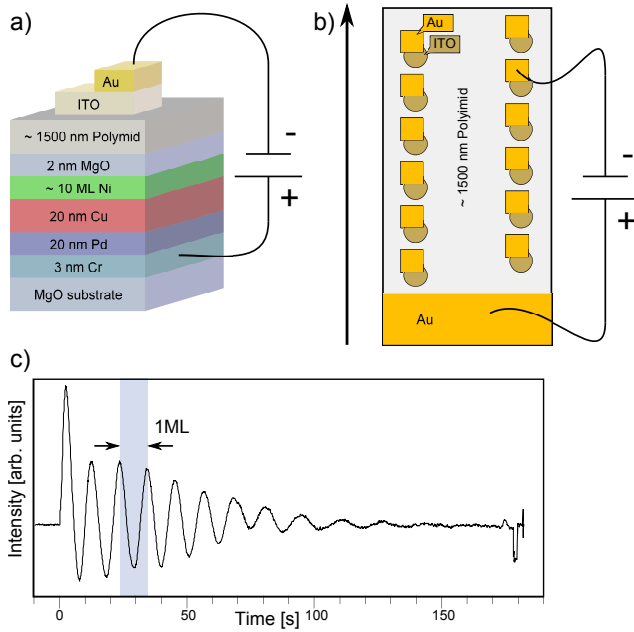 a)
Au
ITO
~ 1500 nm Polymid
2 nm MgO
~ 10 ML Ni
20 nm Cu
20 nm Pd
3 nm Cr
MgO substrate
-
+
b)
Au
ITO
~ 1500 nm Polyimid
Au
-
+
c)
1ML
Intensity [arb. units]
0 50 100 150
Time [s]